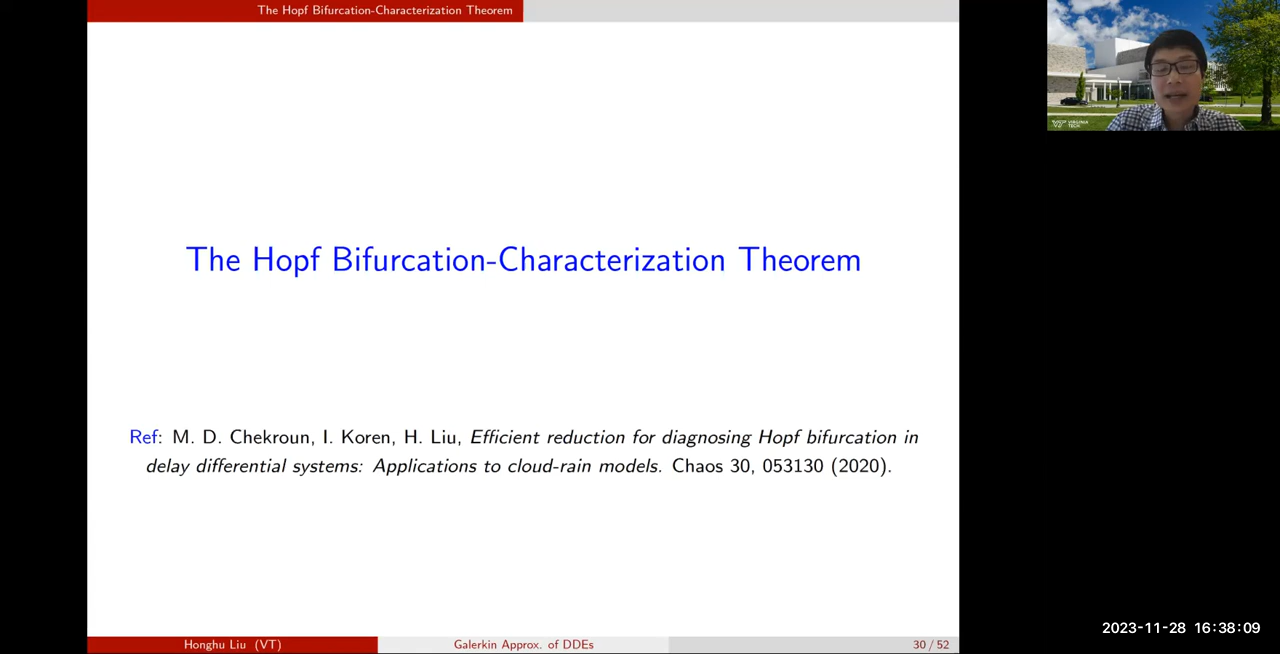 The Hopf Bifurcation-Characterization Theorem
The Hopf Bifurcation-Characterization Theorem
Ref: M. D. Chekroun, I. Koren, H. Liu, Efficient reduction for diagnosing Hopf bifurcation in
delay differential systems: Applications to cloud-rain models. Chaos 30, 053130 (2020).
Honghu Liu (VT)
Galerkin Approx. of DDEs
30 / 52
VIRGINIA
TECH
2023-11-28 16:38:09